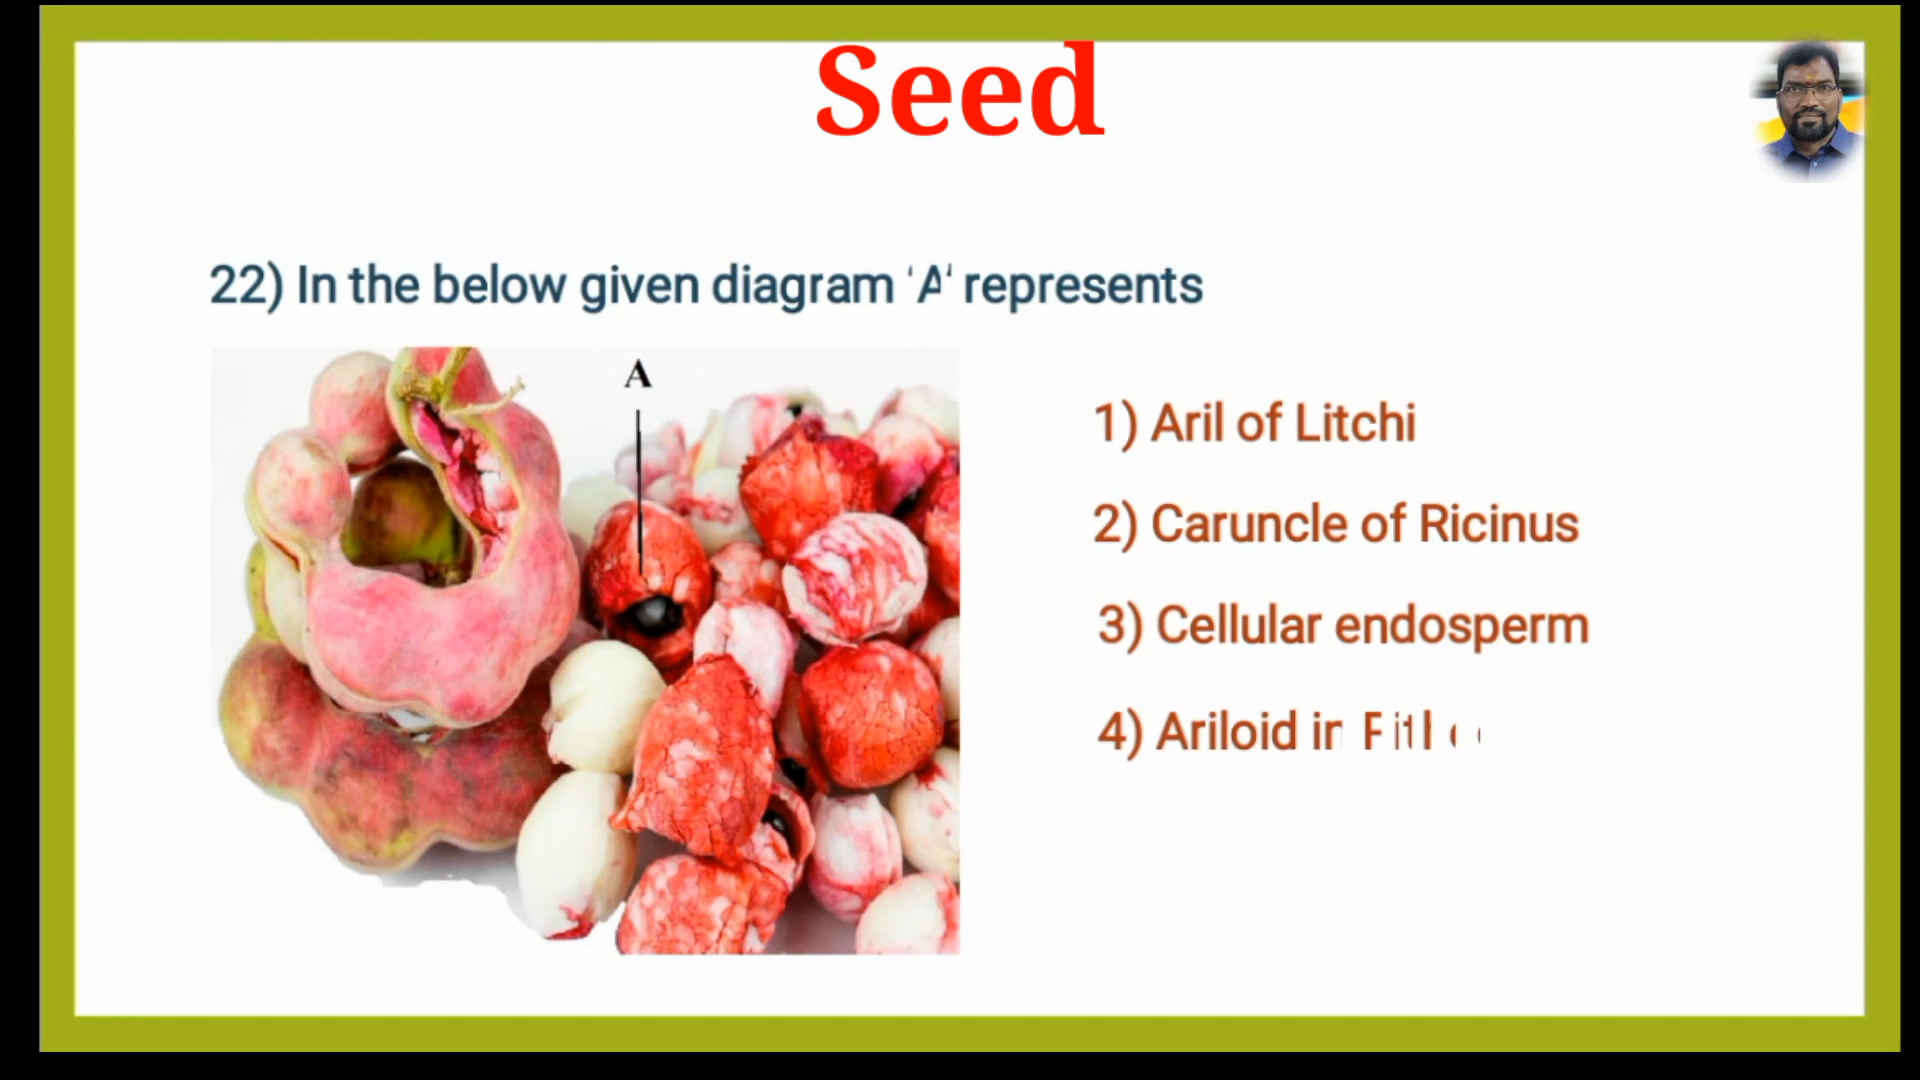 Seed
22) In the below given diagram 'A' represents
A
1) Aril of Litchi
2) Caruncle of Ricinus
3) Cellular endosperm
4) Ariloid in